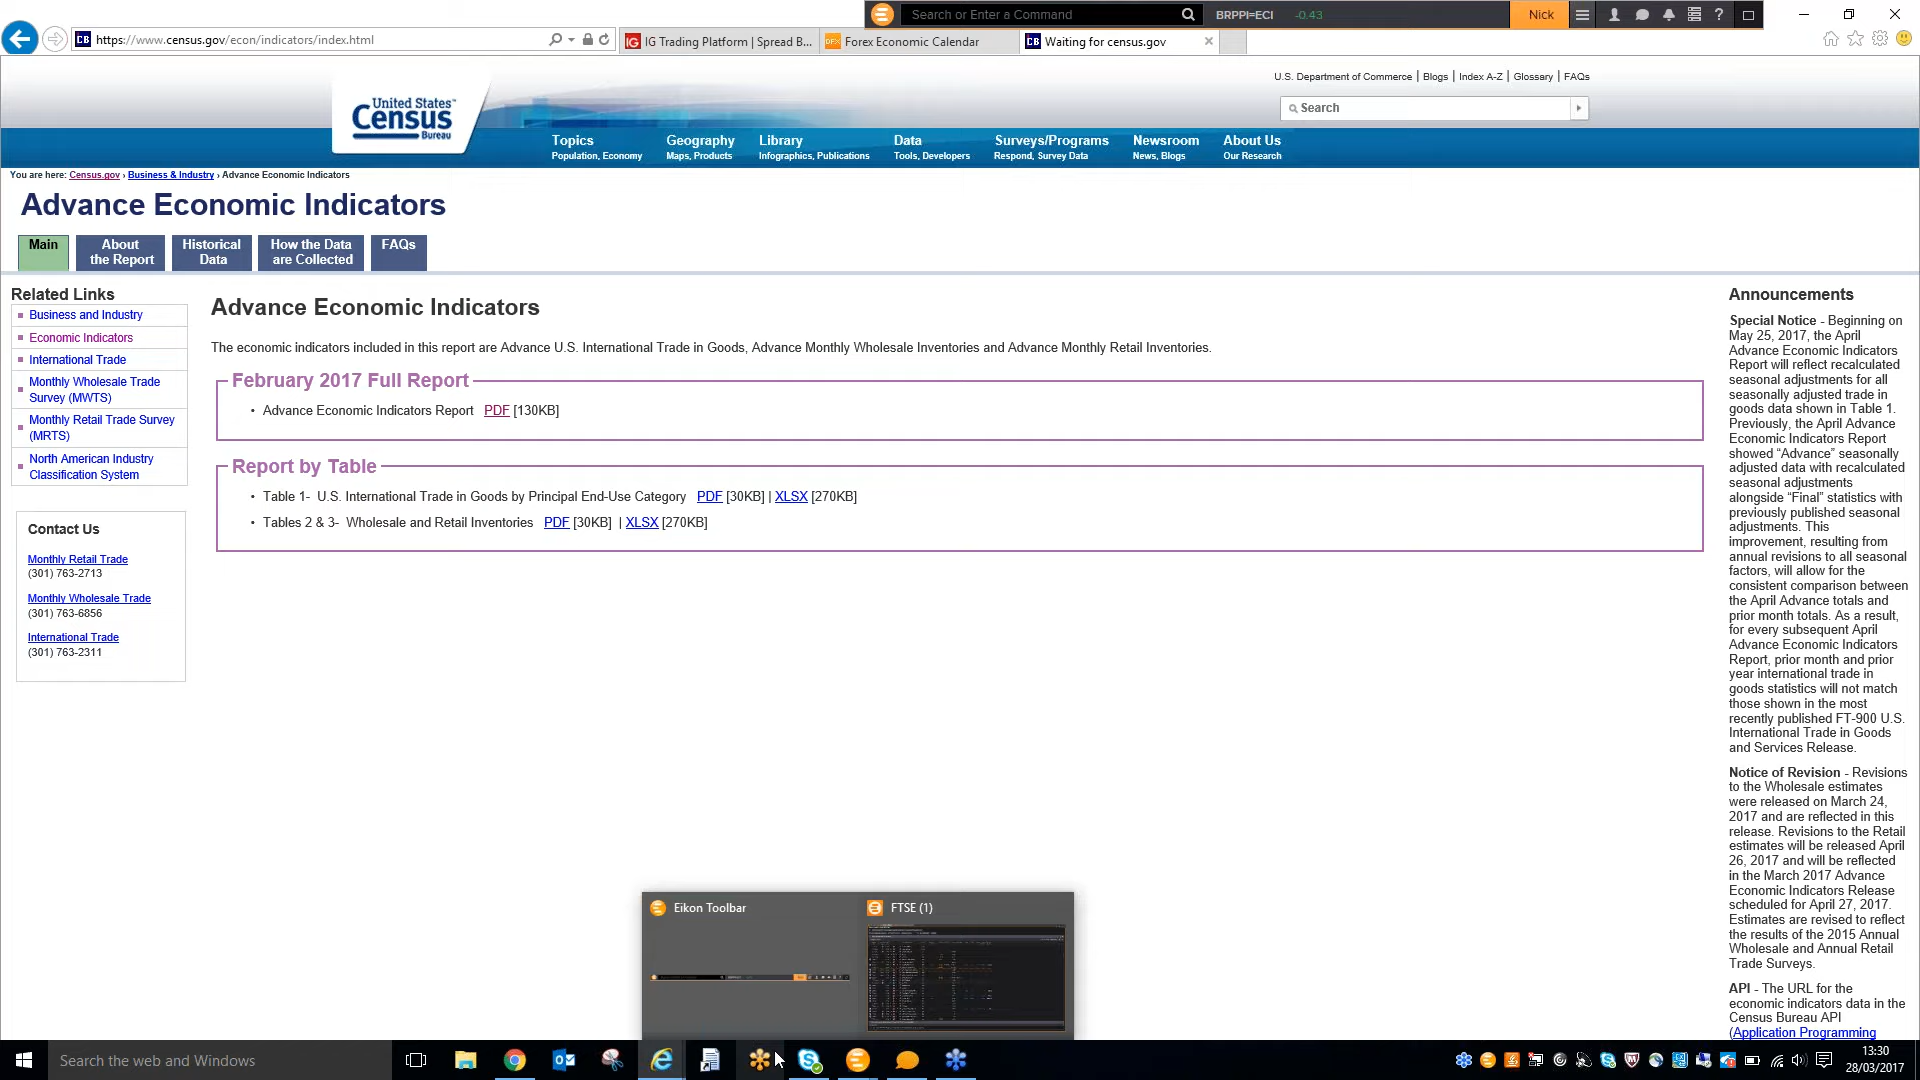 Search or Enter a Command
BRPPI=ECI
-0.43
Nick
?
CB https://www.census.gov/econ/indicators/index.html
IG IG Trading Platform | Spread B...
DFX Forex Economic Calendar
CB Waiting for census.gov
U.S. Department of Commerce | Blogs | Index A-Z | Glossary | FAQs
United States™
Census
Bureau
Search
Topics
Population, Economy
Geography
Maps, Products
Library
Infographics, Publications
Data
Tools, Developers
Surveys/Programs
Respond, Survey Data
Newsroom
News, Blogs
About Us
Our Research
You are here: Census.gov › Business & Industry › Advance Economic Indicators
Advance Economic Indicators
Main
About
the Report
Historical
Data
How the Data
are Collected
FAQs
Related Links
Business and Industry
Economic Indicators
International Trade
Monthly Wholesale Trade
Survey (MWTS)
Monthly Retail Trade Survey
(MRTS)
North American Industry
Classification System
Contact Us
Monthly Retail Trade
(301) 763-2713
Monthly Wholesale Trade
(301) 763-6856
International Trade
(301) 763-2311
Advance Economic Indicators
The economic indicators included in this report are Advance U.S. International Trade in Goods, Advance Monthly Wholesale Inventories and Advance Monthly Retail Inventories.
February 2017 Full Report
• Advance Economic Indicators Report PDF [130KB]
Report by Table
• Table 1- U.S. International Trade in Goods by Principal End-Use Category PDF [30KB] | XLSX [270KB]
• Tables 2 & 3- Wholesale and Retail Inventories PDF [30KB] | XLSX [270KB]
Announcements
Special Notice - Beginning on
May 25, 2017, the April
Advance Economic Indicators
Report will reflect recalculated
seasonal adjustments for all
seasonally adjusted trade in
goods data shown in Table 1.
Previously, the April Advance
Economic Indicators Report
showed “Advance” seasonally
adjusted data with recalculated
seasonal adjustments
alongside “Final” statistics with
previously published seasonal
adjustments. This
improvement, resulting from
annual revisions to all seasonal
factors, will allow for the
consistent comparison between
the April Advance totals and
prior month totals. As a result,
for every subsequent April
Advance Economic Indicators
Report, prior month and prior
year international trade in
goods statistics will not match
those shown in the most
recently published FT-900 U.S.
International Trade in Goods
and Services Release.
Notice of Revision - Revisions
to the Wholesale estimates
were released on March 24,
2017 and are reflected in this
release. Revisions to the Retail
estimates will be released April
26, 2017 and will be reflected
in the March 2017 Advance
Economic Indicators Release
scheduled for April 27, 2017.
Estimates are revised to reflect
the results of the 2015 Annual
Wholesale and Annual Retail
Trade Surveys.
API - The URL for the
economic indicators data in the
Census Bureau API
(Application Programming
Eikon Toolbar
FTSE (1)
Search the web and Windows
13:30
28/03/2017